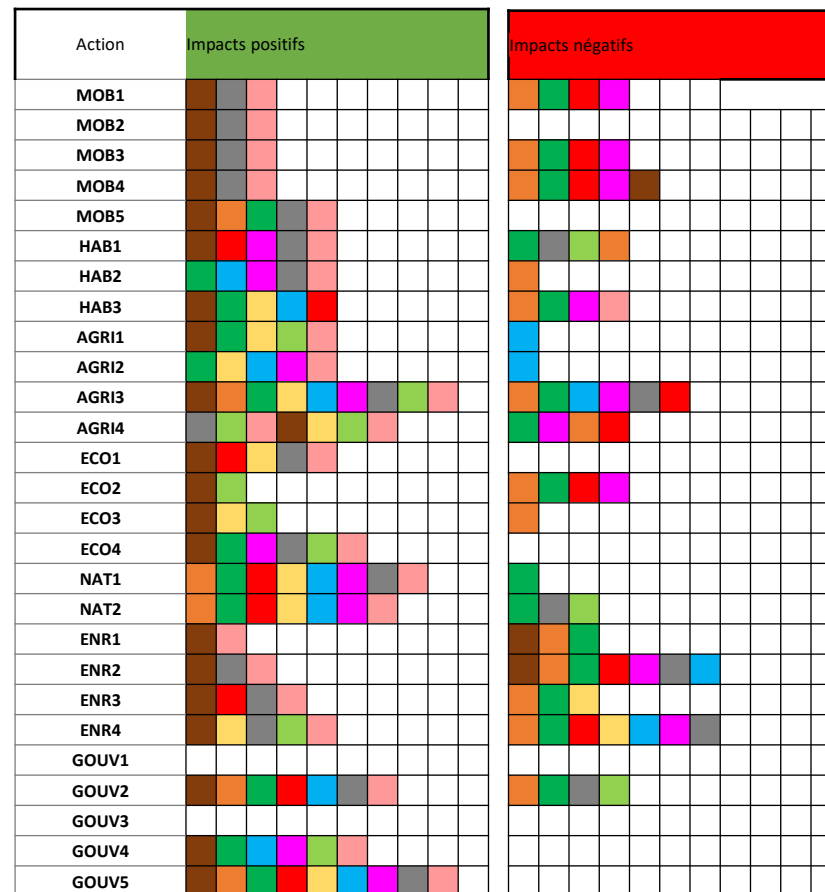 Action Impacts positifs Impacts négatifs
MOB1
MOB2
MOB3
MOB4
MOB5
HAB1
HAB2
HAB3
AGRI1
AGRI2
AGRI3
AGRI4
ECO1
ECO2
ECO3
ECO4
NAT1
NAT2
ENR1
ENR2
ENR3
ENR4
GOUV1
GOUV2
GOUV3
GOUV4
GOUV5